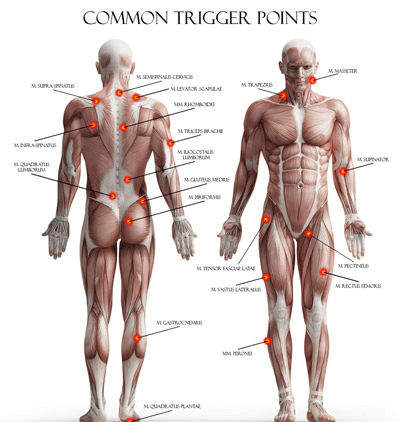 COMMON TRIGGER POINTS
M. SEMISPINALIS CERVICIS
M. MASSETER
M. SUPRA-SPINATUS
M. LEVATOR SCAPULAE
M. TRAPEZIUS
MM. RHOMBOIDEI
M. TRICEPS BRACHII
M. INFRA-SPINATUS
M. ILIOCOSTALIS
LUMBORUM
M. SUPINATOR
M. QUADRATUS
LUMBORUM
M. GLUTEUS MEDIUS
M. PIRIFORMIS
M. TENSOR FASCIAE LATAE
M. PECTINEUS
M. VASTUS LATERALIS
M. RECTUS FEMORIS
M. GASTROCNEMIUS
MM. PERONEI
M. QUADRATUS PLANTAE